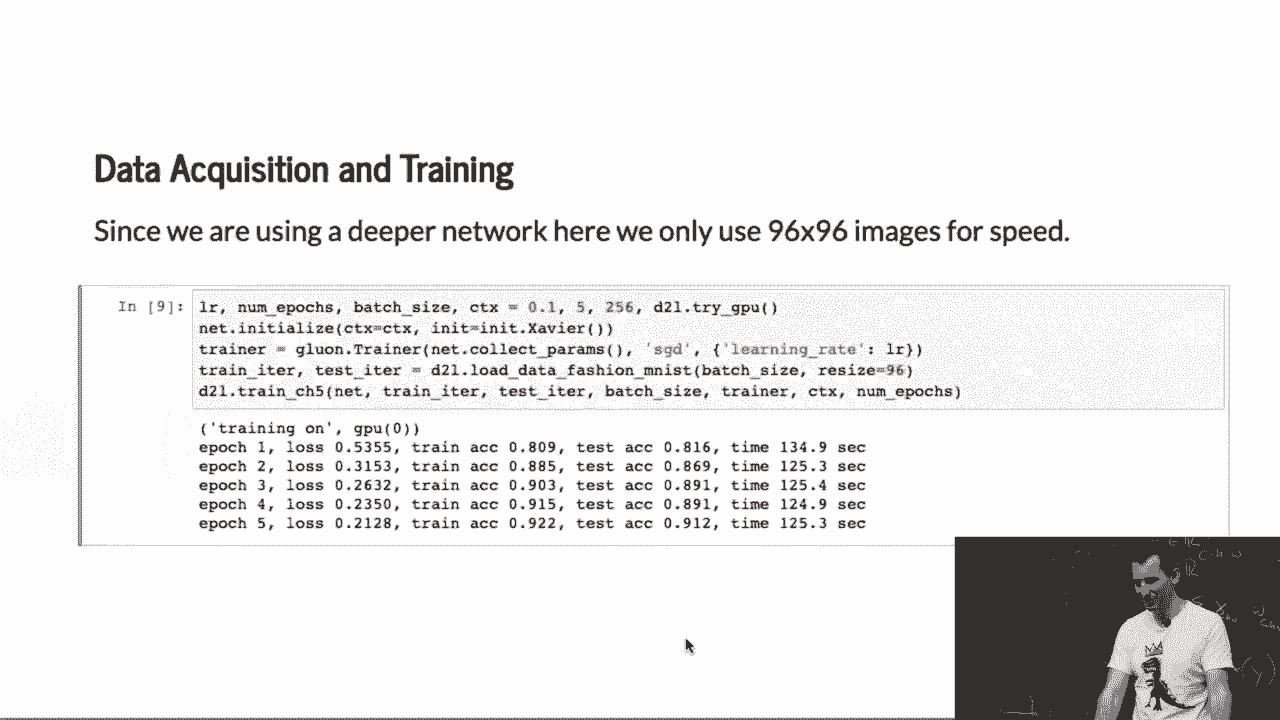 Data Acquisition and Training
Since we are using a deeper network here we only use 96x96 images for speed.
In [9]: lr, num_epochs, batch_size, ctx = 0.1, 5, 256, d2l.try_gpu()
net.initialize(ctx=ctx, init=init.Xavier())
trainer = gluon.Trainer(net.collect_params(), 'sgd', {'learning_rate': lr})
train_iter, test_iter = d2l.load_data_fashion_mnist(batch_size, resize=96)
d2l.train_ch5(net, train_iter, test_iter, batch_size, trainer, ctx, num_epochs)
('training on', gpu(0))
epoch 1, loss 0.5355, train acc 0.809, test acc 0.816, time 134.9 sec
epoch 2, loss 0.3153, train acc 0.885, test acc 0.869, time 125.3 sec
epoch 3, loss 0.2632, train acc 0.903, test acc 0.891, time 125.4 sec
epoch 4, loss 0.2350, train acc 0.915, test acc 0.891, time 124.9 sec
epoch 5, loss 0.2128, train acc 0.922, test acc 0.912, time 125.3 sec